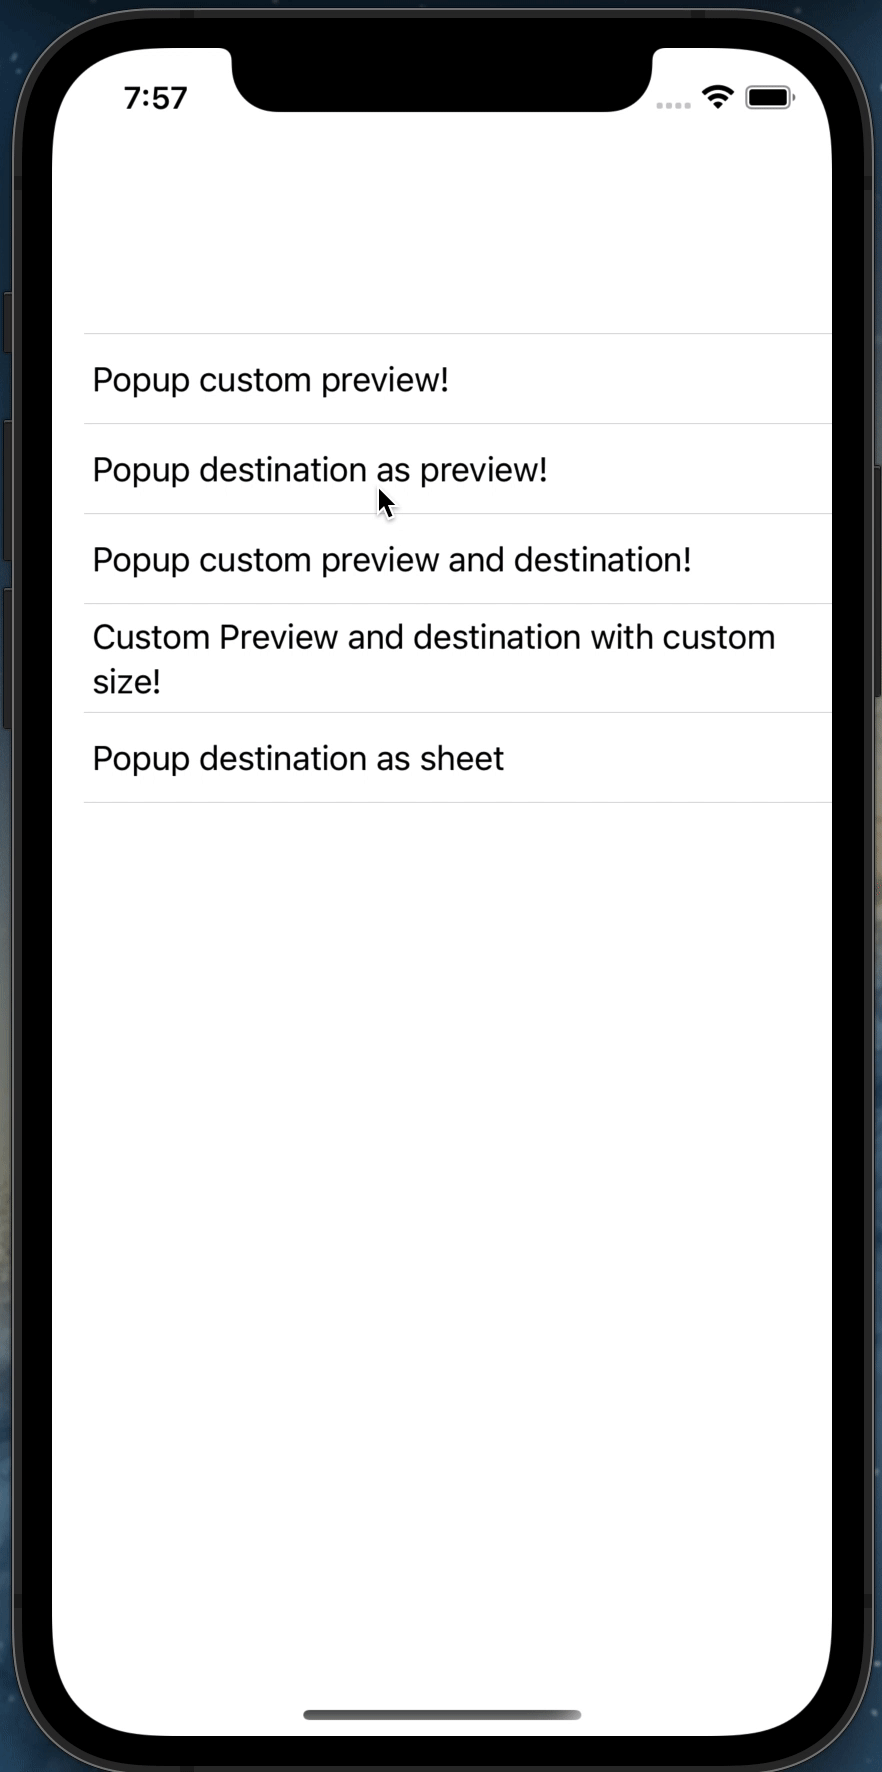 7:57
Popup custom preview!
Popup destination as preview!
Popup custom preview and destination!
Custom Preview and destination with custom
size!
Popup destination as sheet